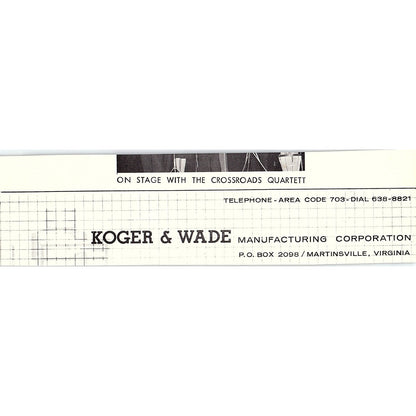 ON STAGE WITH THE CROSSROADS QUARTETT
TELEPHONE - AREA CODE 703-DIAL 638-8821
KOGER & WADE MANUFACTURING CORPORATION
P.O. BOX 2098 / MARTINSVILLE, VIRGINIA